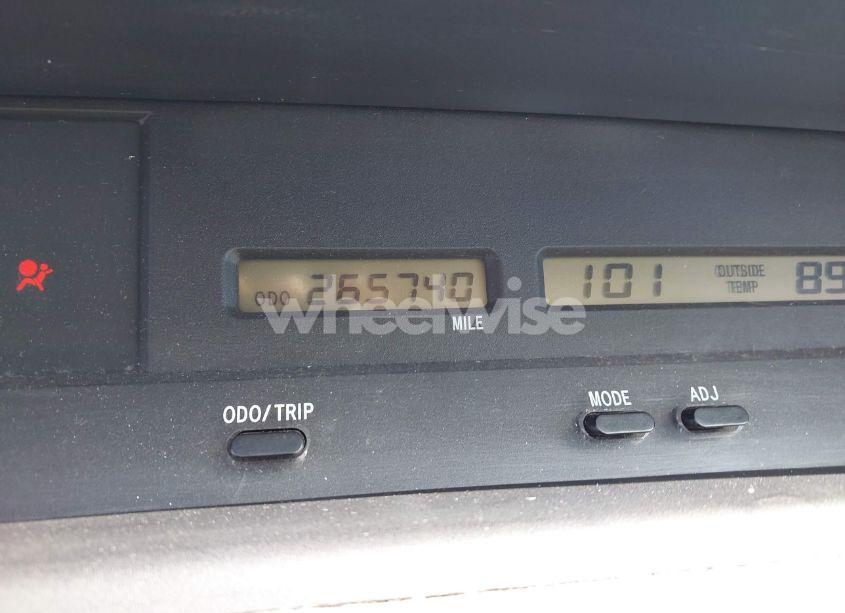 ODO 265740
MILE
101 OUTSIDE TEMP 89
ODO/TRIP
MODE
ADJ
wheelwise